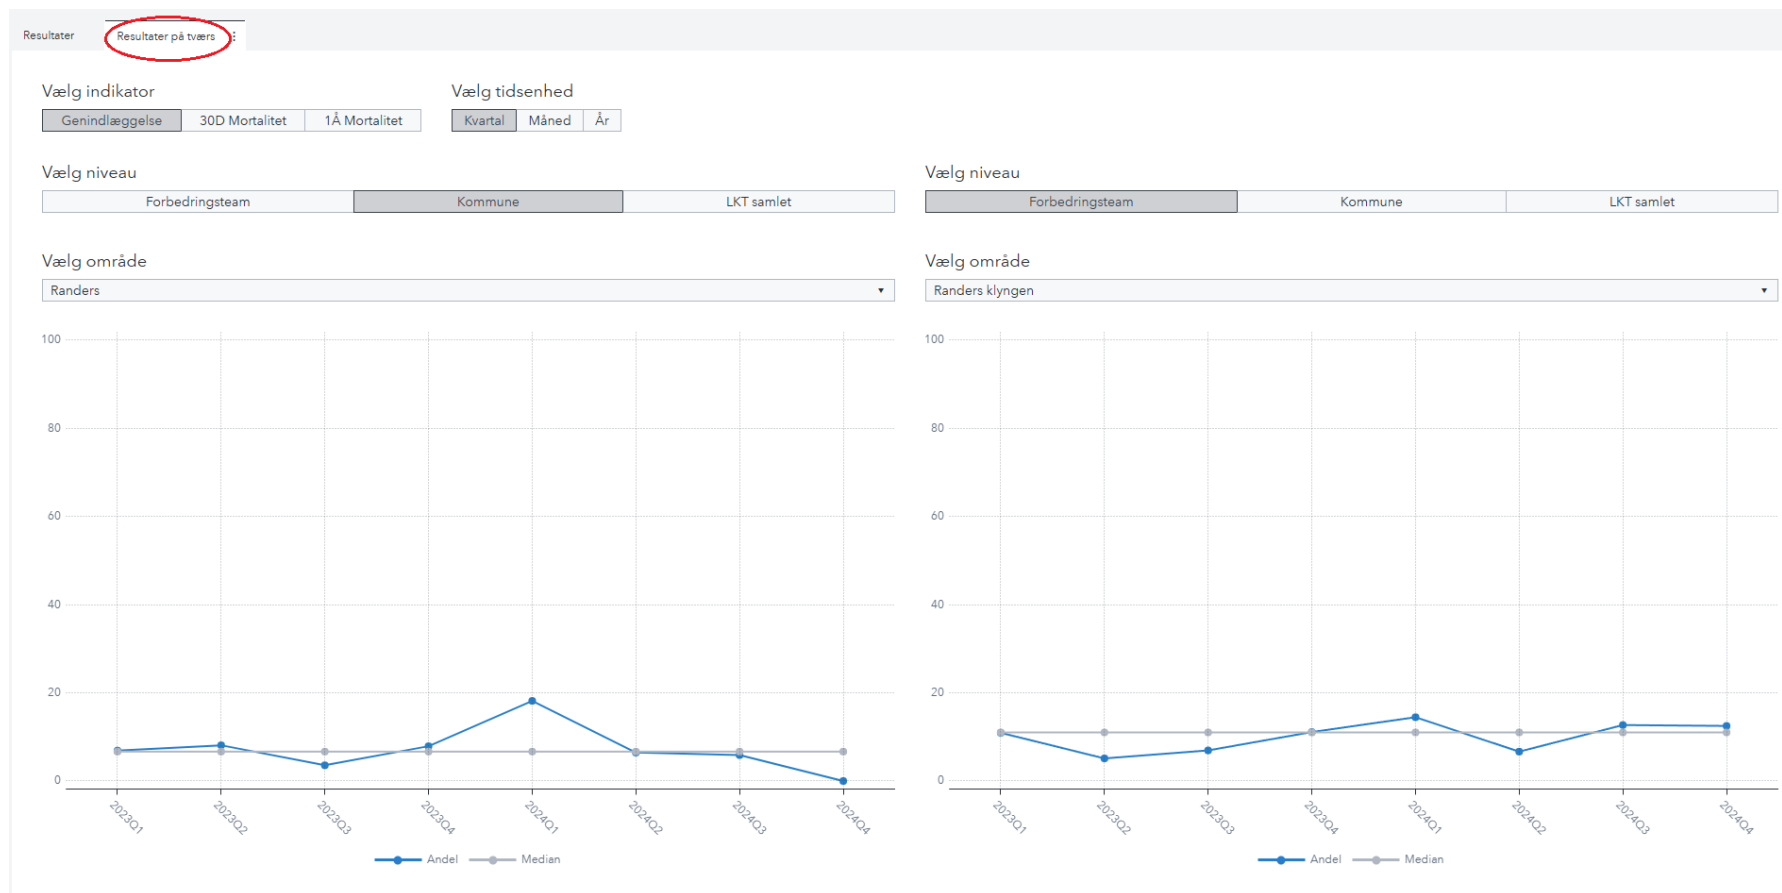 Resultater
Resultater på tværs
Vælg indikator
Vælg tidsenhed
Genindlæggelse
30D Mortalitet
1Å Mortalitet
Kvartal
Måned
År
Vælg niveau
Forbedringsteam
Kommune
LKT samlet
Vælg område
Randers
100
80
60
40
20
0
2023Q1
2023Q2
2023Q3
2023Q4
2024Q1
2024Q2
2024Q3
2024Q4
Andel
Median
Vælg niveau
Forbedringsteam
Kommune
LKT samlet
Vælg område
Randers klyngen
100
80
60
40
20
0
2023Q1
2023Q2
2023Q3
2023Q4
2024Q1
2024Q2
2024Q3
2024Q4
Andel
Median